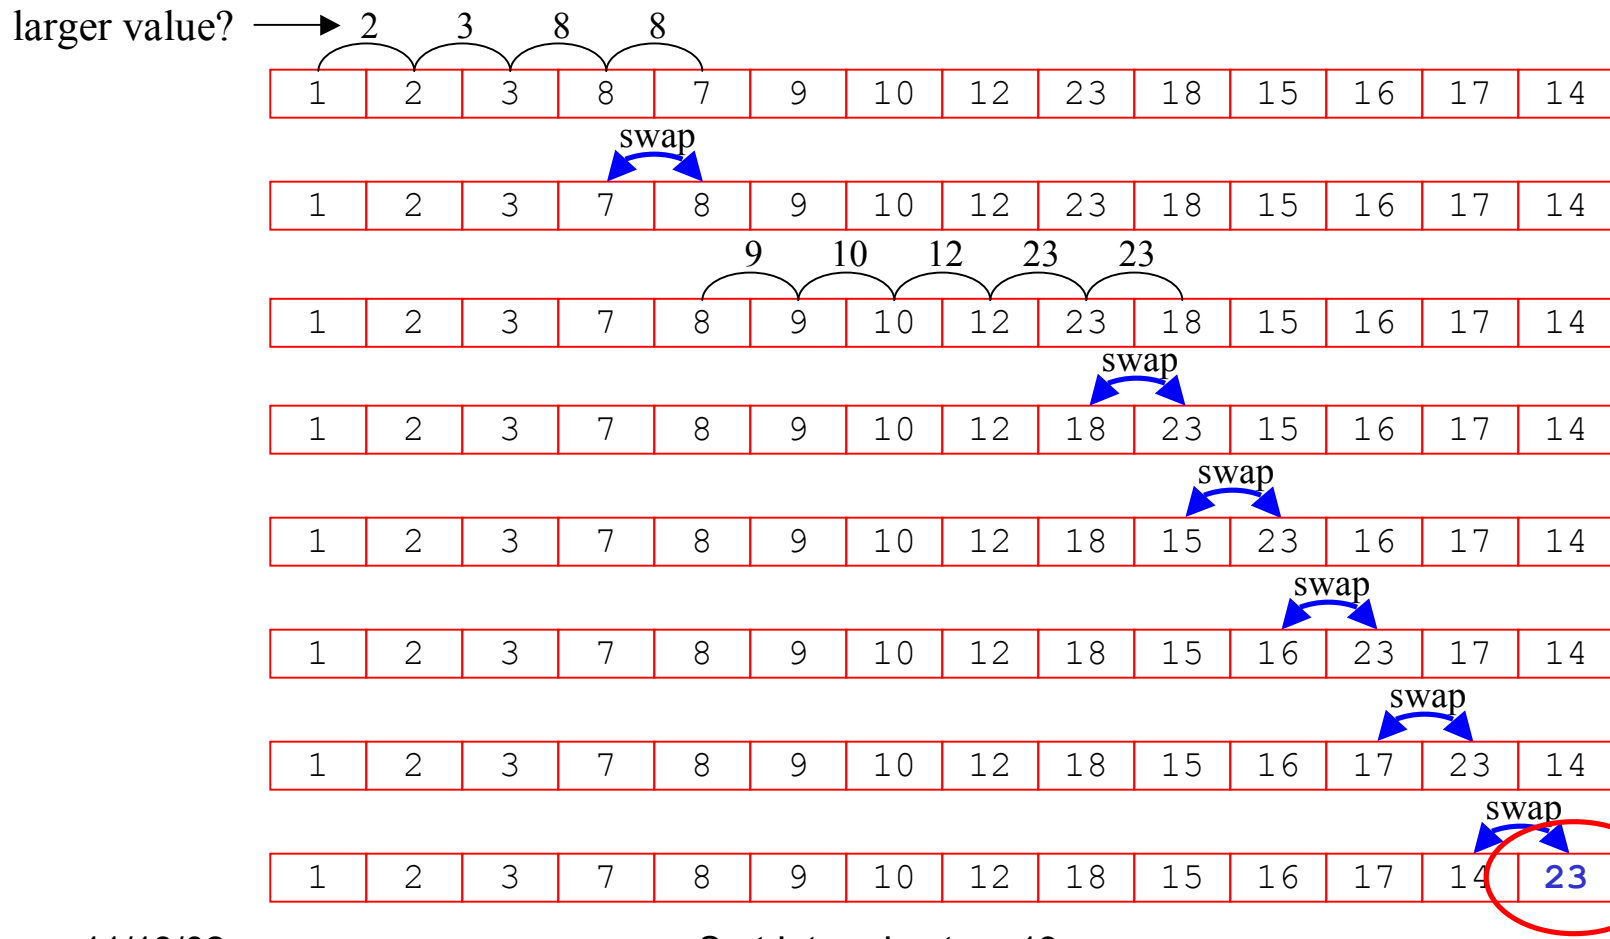 larger value? 2 3 8 8
1 2 3 8 7 9 10 12 23 18 15 16 17 14
swap
1 2 3 7 8 9 10 12 23 18 15 16 17 14
9 10 12 23 23
1 2 3 7 8 9 10 12 23 18 15 16 17 14
swap
1 2 3 7 8 9 10 12 18 23 15 16 17 14
swap
1 2 3 7 8 9 10 12 18 15 23 16 17 14
swap
1 2 3 7 8 9 10 12 18 15 16 23 17 14
swap
1 2 3 7 8 9 10 12 18 15 16 17 23 14
swap
1 2 3 7 8 9 10 12 18 15 16 17 14 23